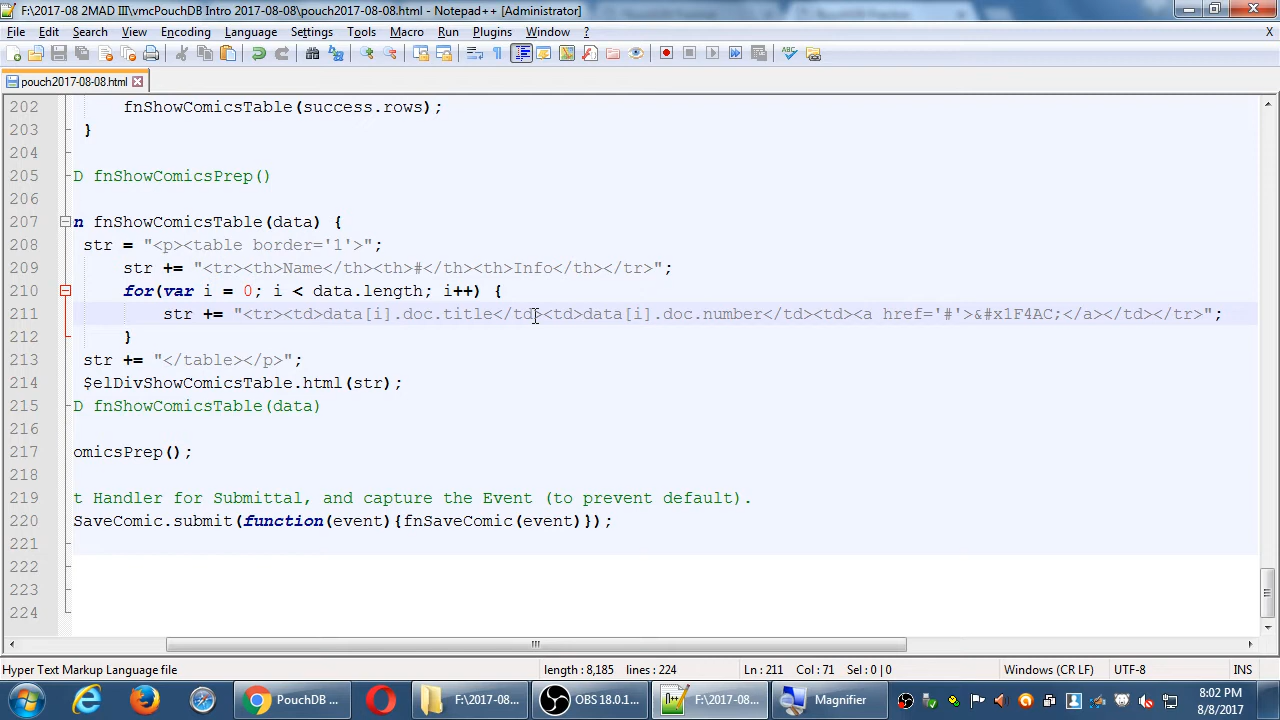 F:\2017-08 2MAD III\vmcPouchDB Intro 2017-08-08\pouch2017-08-08.html - Notepad++ [Administrator]
File Edit Search View Encoding Language Settings Tools Macro Run Plugins Window ? X
pouch2017-08-08.html
202 fnShowComicsTable(success.rows);
203 }
204
205 D fnShowComicsPrep()
206
207 n fnShowComicsTable(data) {
208 str = "<p><table border='1'>";
209 str += "<tr><th>Name</th><th>#</th><th>Info</th></tr>";
210 for(var i = 0; i < data.length; i++) {
211 str += "<tr><td>data[i].doc.title</td><td>data[i].doc.number</td><td><a href='#'>&#x1F4AC;</a></td></tr>";
212 }
213 str += "</table></p>";
214 $elDivShowComicsTable.html(str);
215 D fnShowComicsTable(data)
216
217 omicsPrep();
218
219 t Handler for Submittal, and capture the Event (to prevent default).
220 SaveComic.submit(function(event){fnSaveComic(event)});
221
222
223
224
Hyper Text Markup Language file length : 8,185 lines : 224 Ln : 211 Col : 71 Sel : 0 | 0 Windows (CR LF) UTF-8 INS
PouchDB ... F:\2017-08... OBS 18.0.1... F:\2017-08... Magnifier 8:02 PM
8/8/2017